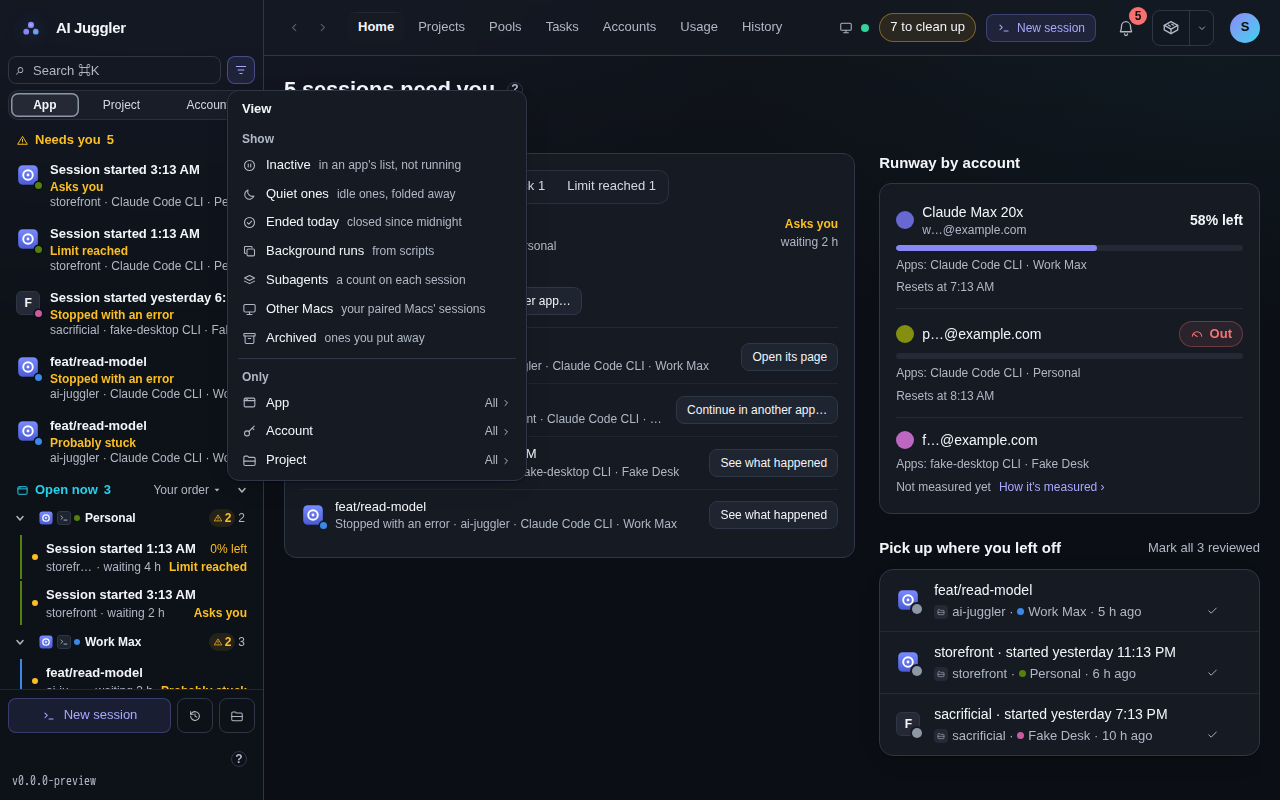 AI Juggler
Search ⌘K
App
Project
Needs you 5
Session started 3:13 AM
Asks you
storefront · Claude Code CLI ·
Session started 1:13 AM
Limit reached
storefront · Claude Code CLI ·
F
Session started yesterday
Stopped with an error
sacrificial · fake-desktop CLI ·
feat/read-model
Stopped with an error
ai-juggler · Claude Code CLI ·
feat/read-model
Probably stuck
ai-juggler · Claude Code CLI ·
Open now 3
Your order
Personal
2 2
Session started 1:13 AM 0% left
storefr… · waiting 4 h Limit reached
Session started 3:13 AM
storefront · waiting 2 h Asks you
Work Max
2 3
feat/read-model
New session
?
v0.0.0-preview
Home
Projects
Pools
Tasks
Accounts
Usage
History
7 to clean up
New session
5
S
5 sessions need you
?
View
Show
Inactive in an app's list, not running
Quiet ones idle ones, folded away
Ended today closed since midnight
Background runs from scripts
Subagents a count on each session
Other Macs your paired Macs' sessions
Archived ones you put away
Only
App All ›
Account All ›
Project All ›
1
Limit reached 1
Asks you
waiting 2 h
app…
· Claude Code CLI · Work Max
Open its page
· Claude Code CLI · …
Continue in another app…
CLI · Fake Desk
See what happened
feat/read-model
Stopped with an error · ai-juggler · Claude Code CLI · Work Max
See what happened
Runway by account
Claude Max 20x
w…@example.com
58% left
Apps: Claude Code CLI · Work Max
Resets at 7:13 AM
p…@example.com
Out
Apps: Claude Code CLI · Personal
Resets at 8:13 AM
f…@example.com
Apps: fake-desktop CLI · Fake Desk
Not measured yet How it's measured ›
Pick up where you left off
Mark all 3 reviewed
feat/read-model
ai-juggler · Work Max · 5 h ago
storefront · started yesterday 11:13 PM
storefront · Personal · 6 h ago
F
sacrificial · started yesterday 7:13 PM
sacrificial · Fake Desk · 10 h ago